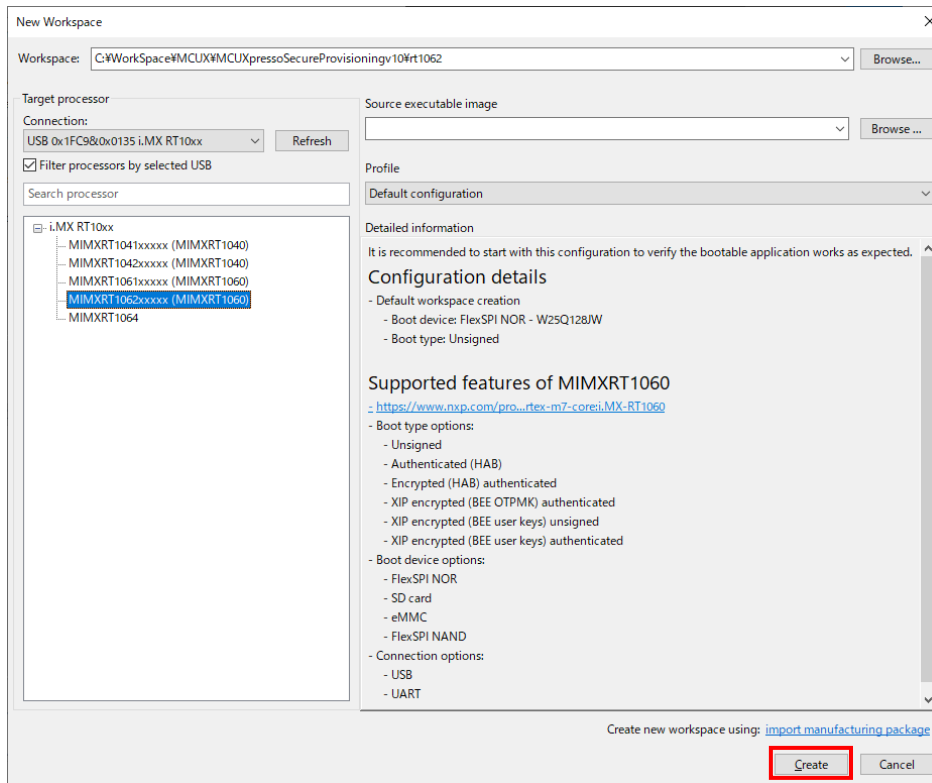 New Workspace
Workspace: C:¥WorkSpace¥MCUX¥MCUXpressoSecureProvisioningv10¥rt1062 Browse...
Target processor
Connection:
USB 0x1FC9&0x0135 i.MX RT10xx Refresh
Filter processors by selected USB
Search processor
i.MX RT10xx
MIMXRT1041xxxxx (MIMXRT1040)
MIMXRT1042xxxxx (MIMXRT1040)
MIMXRT1061xxxxx (MIMXRT1060)
MIMXRT1062xxxxx (MIMXRT1060)
MIMXRT1064
Source executable image
Browse ...
Profile
Default configuration
Detailed information
It is recommended to start with this configuration to verify the bootable application works as expected.
Configuration details
- Default workspace creation
- Boot device: FlexSPI NOR - W25Q128JW
- Boot type: Unsigned
Supported features of MIMXRT1060
- https://www.nxp.com/pro...rtex-m7-core:i.MX-RT1060
- Boot type options:
- Unsigned
- Authenticated (HAB)
- Encrypted (HAB) authenticated
- XIP encrypted (BEE OTPMK) authenticated
- XIP encrypted (BEE user keys) unsigned
- XIP encrypted (BEE user keys) authenticated
- Boot device options:
- FlexSPI NOR
- SD card
- eMMC
- FlexSPI NAND
- Connection options:
- USB
- UART
Create new workspace using: import manufacturing package
Create Cancel